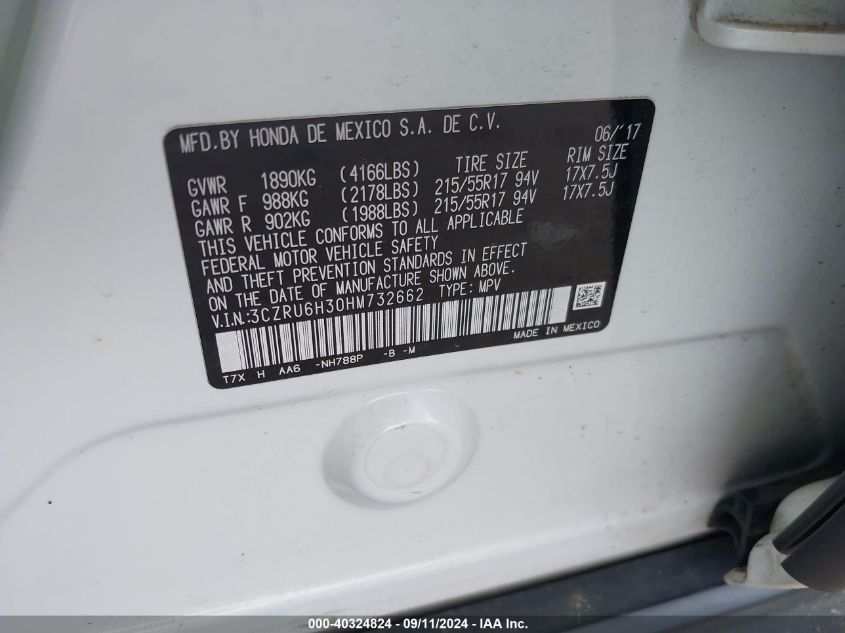 MFD.BY HONDA DE MEXICO S.A. DE C.V. 06/'17
GVWR 1890KG (4166LBS) TIRE SIZE RIM SIZE
GAWR F 988KG (2178LBS) 215/55R17 94V 17X7.5J
GAWR R 902KG (1988LBS) 215/55R17 94V 17X7.5J
THIS VEHICLE CONFORMS TO ALL APPLICABLE
FEDERAL MOTOR VEHICLE SAFETY
AND THEFT PREVENTION STANDARDS IN EFFECT
ON THE DATE OF MANUFACTURE SHOWN ABOVE.
V.I.N.:3CZRU6H30HM732662 TYPE: MPV
MADE IN MEXICO
T7X H AA6 -NH788P -B -M
000-40324824 - 09/11/2024 - IAA Inc.